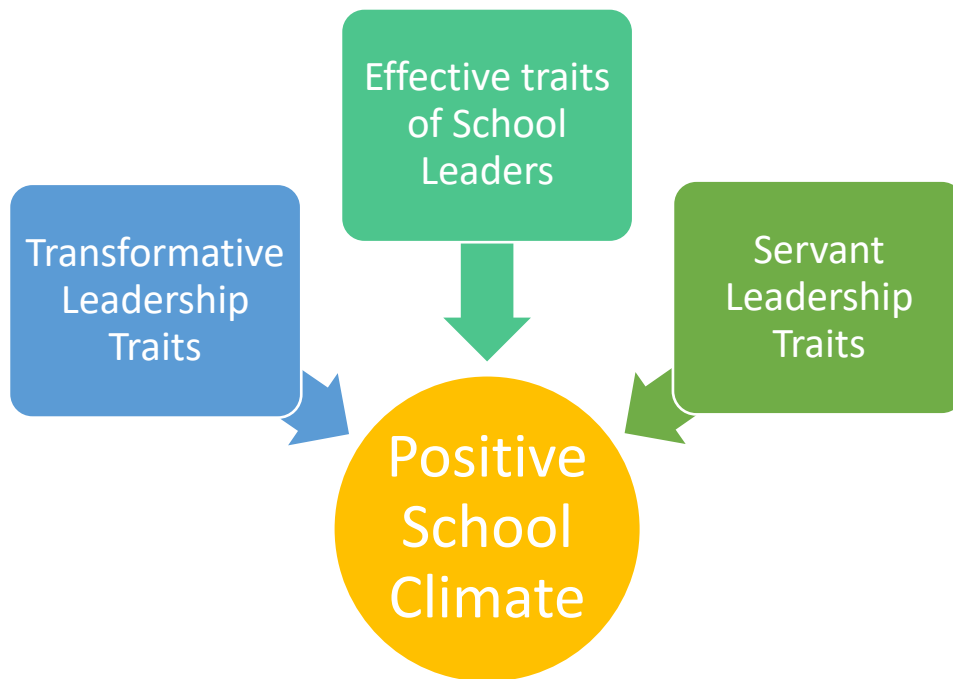 Effective traits
of School
Leaders
Transformative
Leadership
Traits
Servant
Leadership
Traits
Positive
School
Climate